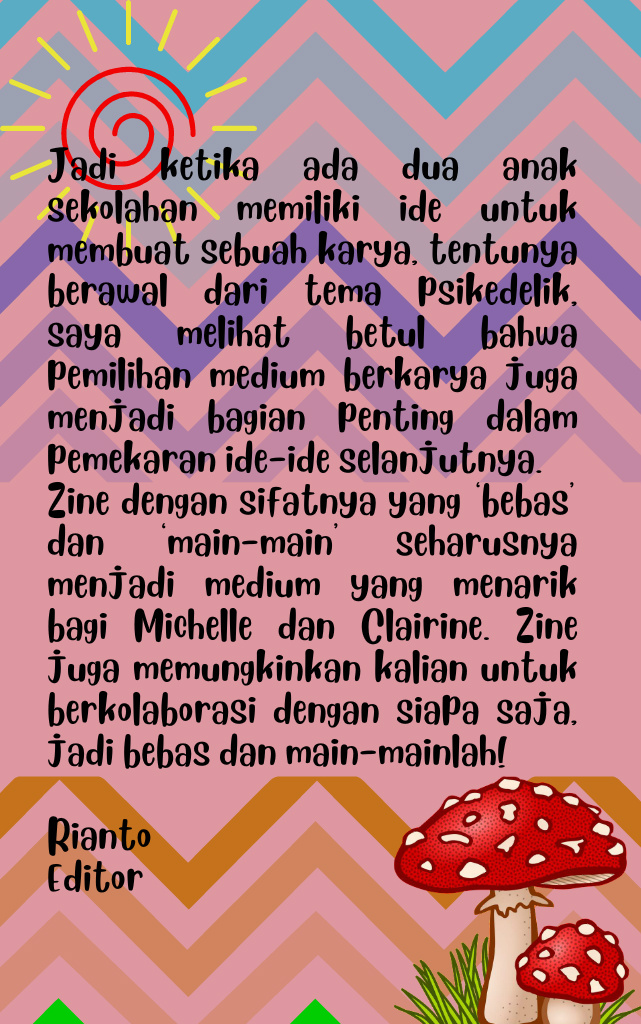 Jadi ketika ada dua anak
sekolahan memiliki ide untuk
membuat sebuah karya, tentunya
berawal dari tema psikedelik,
saya melihat betul bahwa
pemilihan medium berkarya juga
menjadi bagian penting dalam
pemekaran ide-ide selanjutnya.
Zine dengan sifatnya yang 'bebas'
dan 'main-main' seharusnya
menjadi medium yang menarik
bagi Michelle dan Clairine. Zine
juga memungkinkan kalian untuk
berkolaborasi dengan siapa saja,
jadi bebas dan main-mainlah!
Rianto
Editor